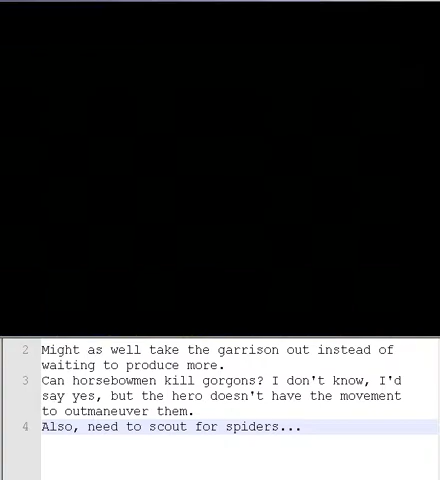 2 Might as well take the garrison out instead of
waiting to produce more.
3 Can horsebowmen kill gorgons? I don't know, I'd
say yes, but the hero doesn't have the movement
to outmaneuver them.
4 Also, need to scout for spiders...